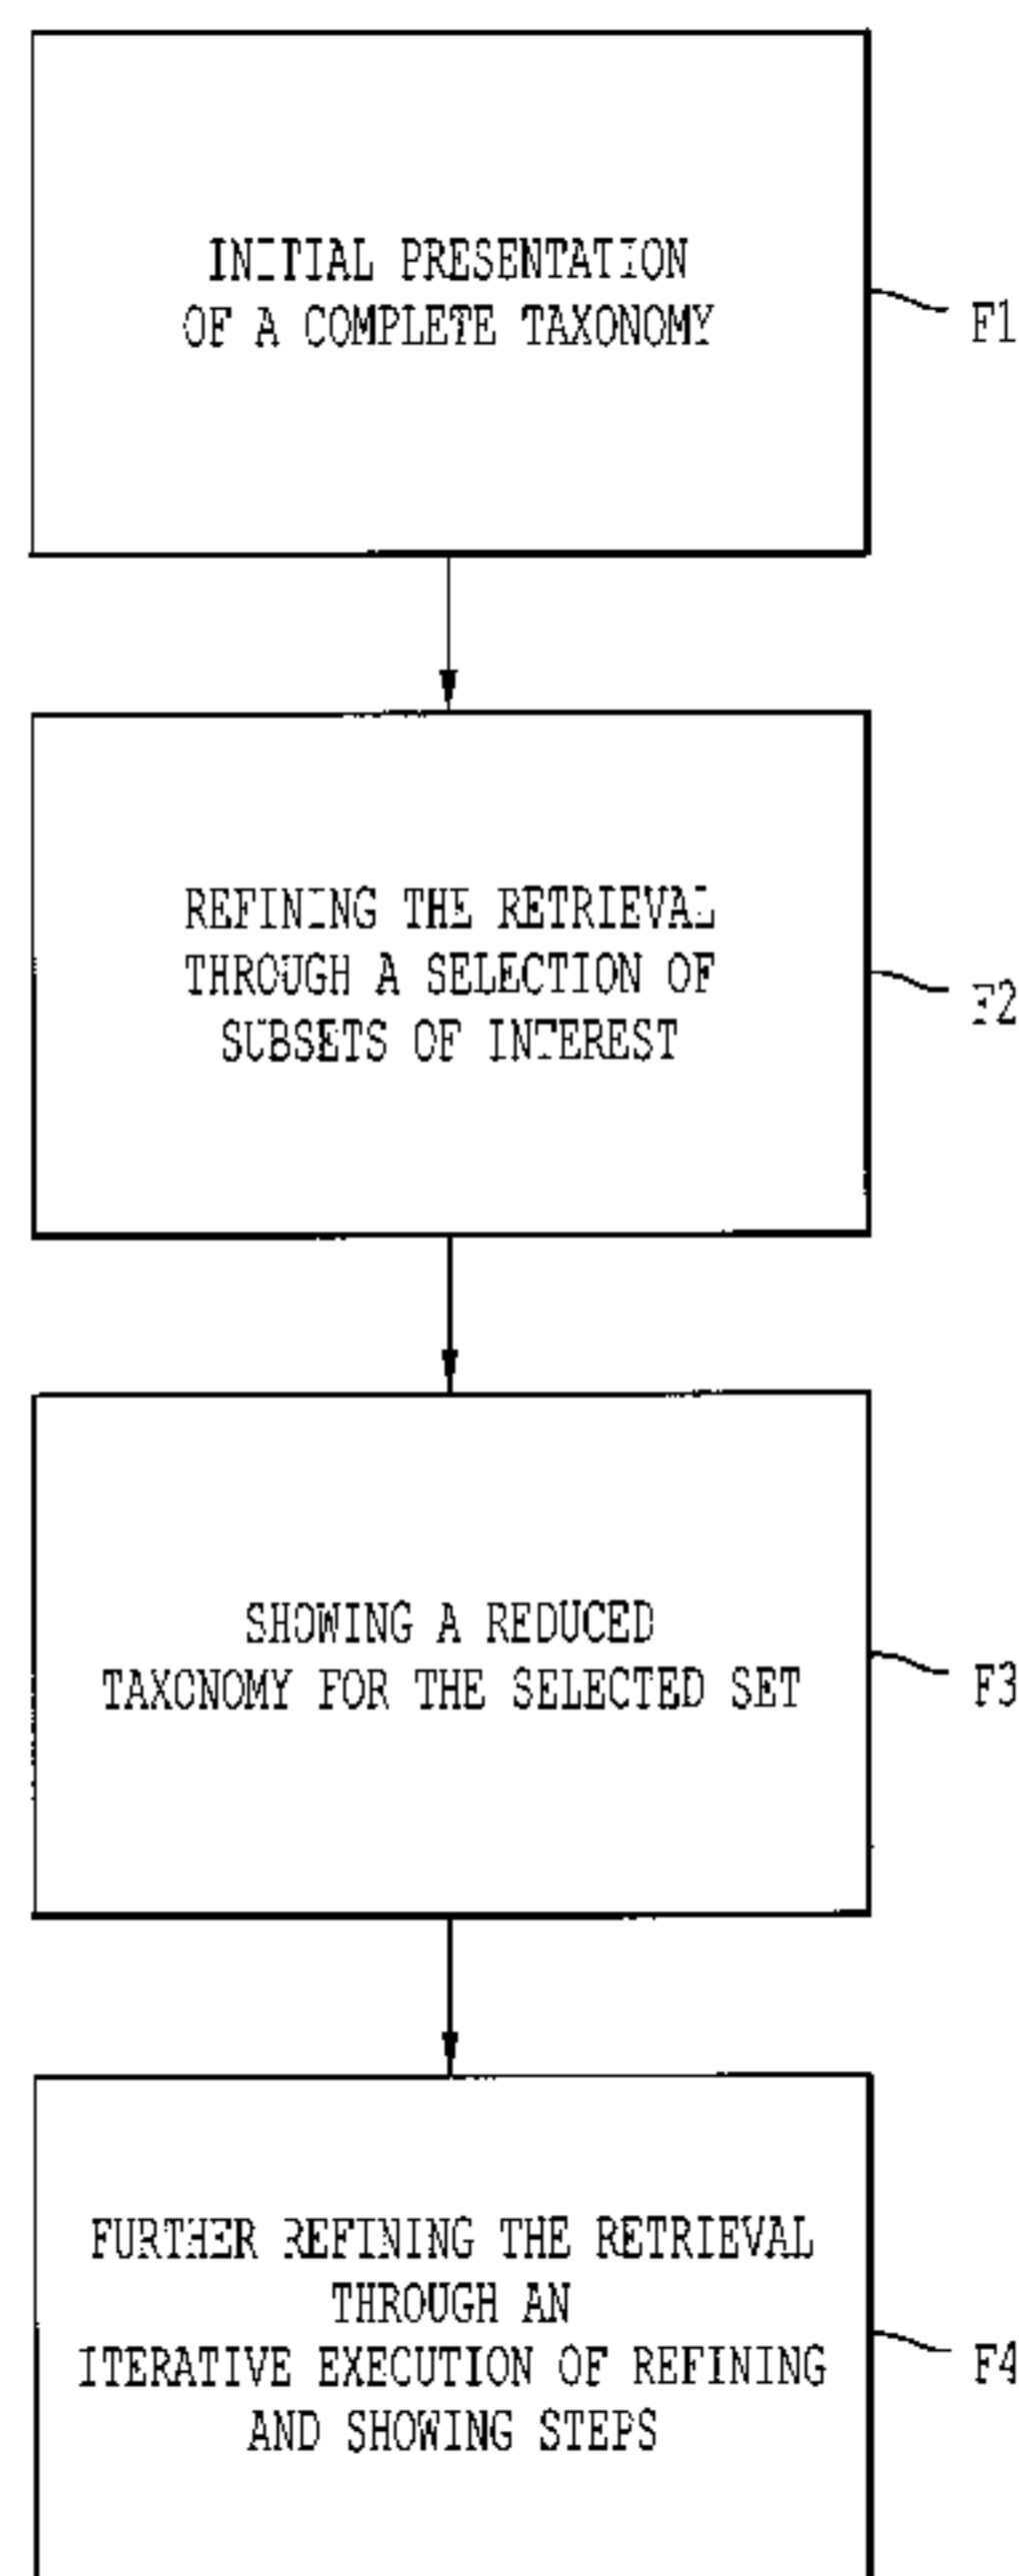 INITIAL PRESENTATION
OF A COMPLETE TAXONOMY
F1
REFINING THE RETRIEVAL
THROUGH A SELECTION OF
SUBSETS OF INTEREST
F2
SHOWING A REDUCED
TAXONOMY FOR THE SELECTED SET
F3
FURTHER REFINING THE RETRIEVAL
THROUGH AN
ITERATIVE EXECUTION OF REFINING
AND SHOWING STEPS
F4